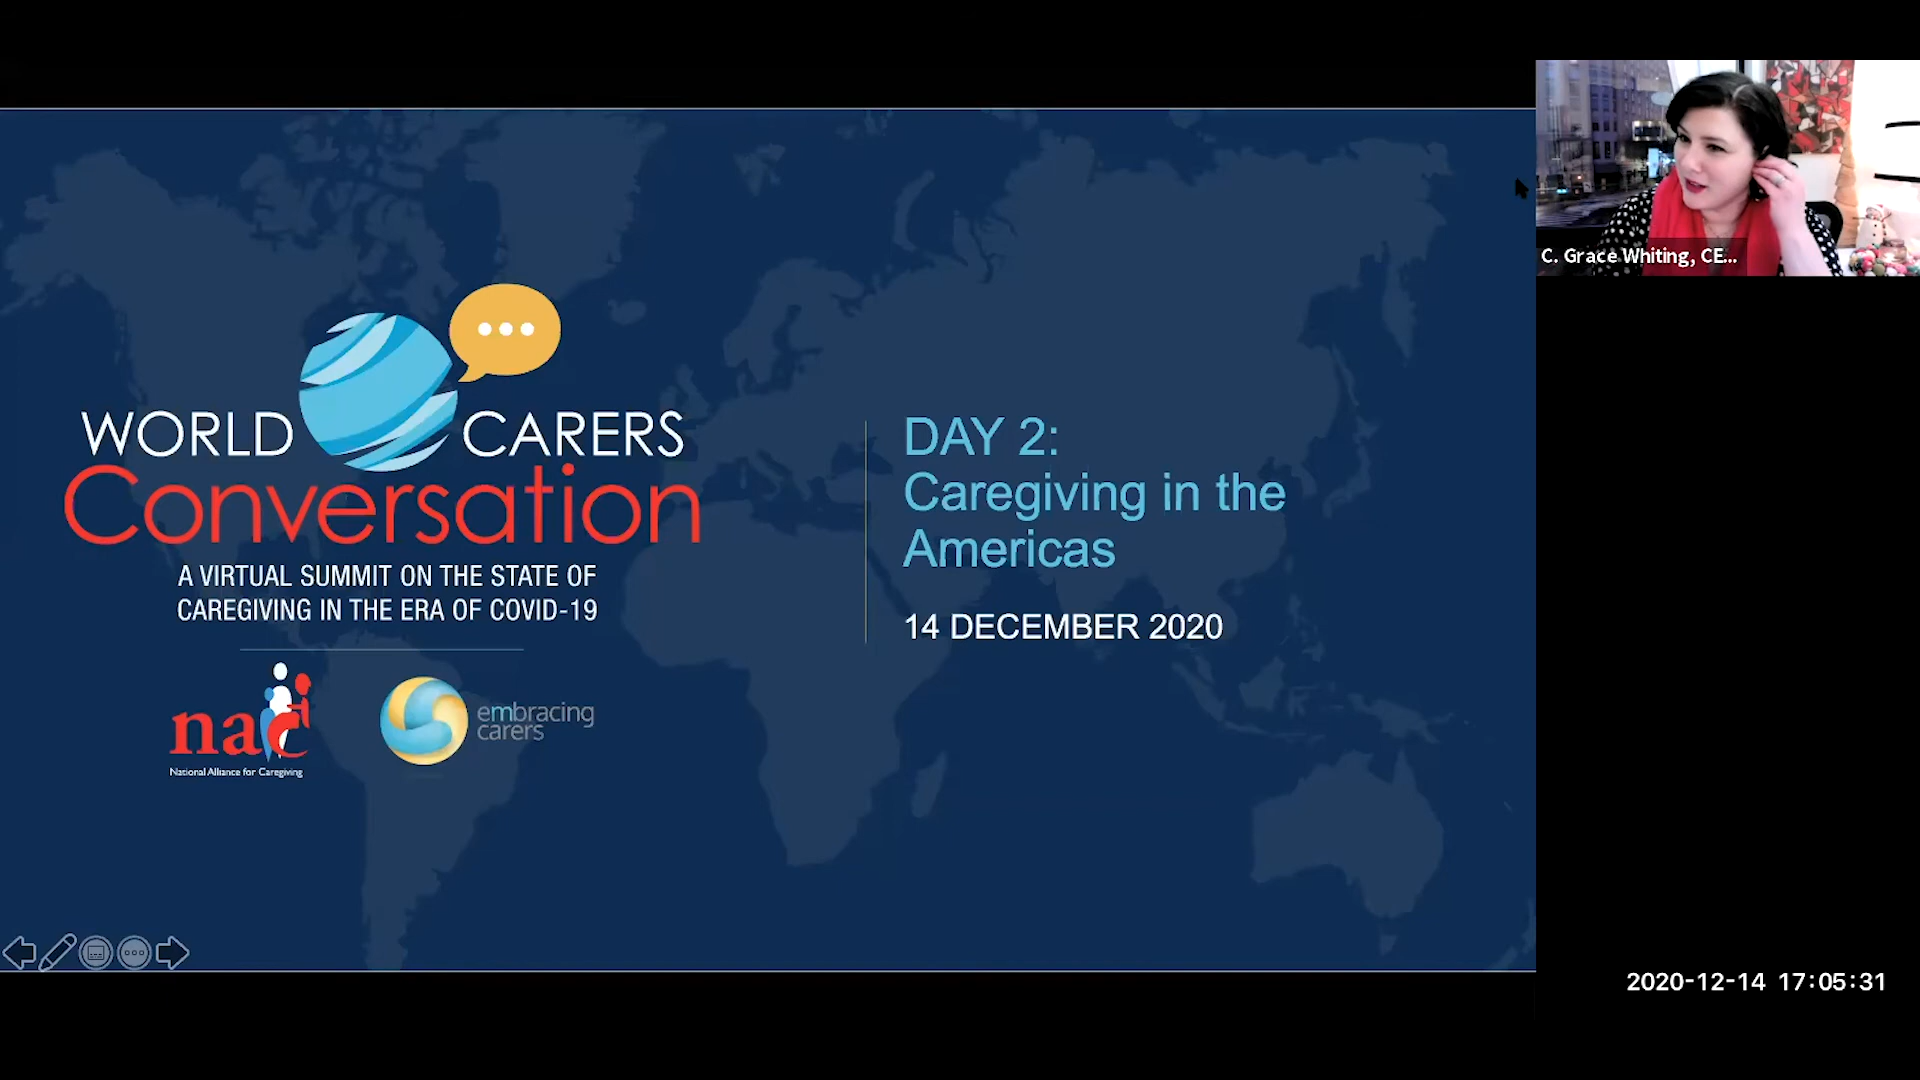 WORLD CARERS
Conversation
A VIRTUAL SUMMIT ON THE STATE OF
CAREGIVING IN THE ERA OF COVID-19
nac
National Alliance for Caregiving
embracing
carers
DAY 2:
Caregiving in the
Americas
14 DECEMBER 2020
C. Grace Whiting, CE...
2020-12-14 17:05:31